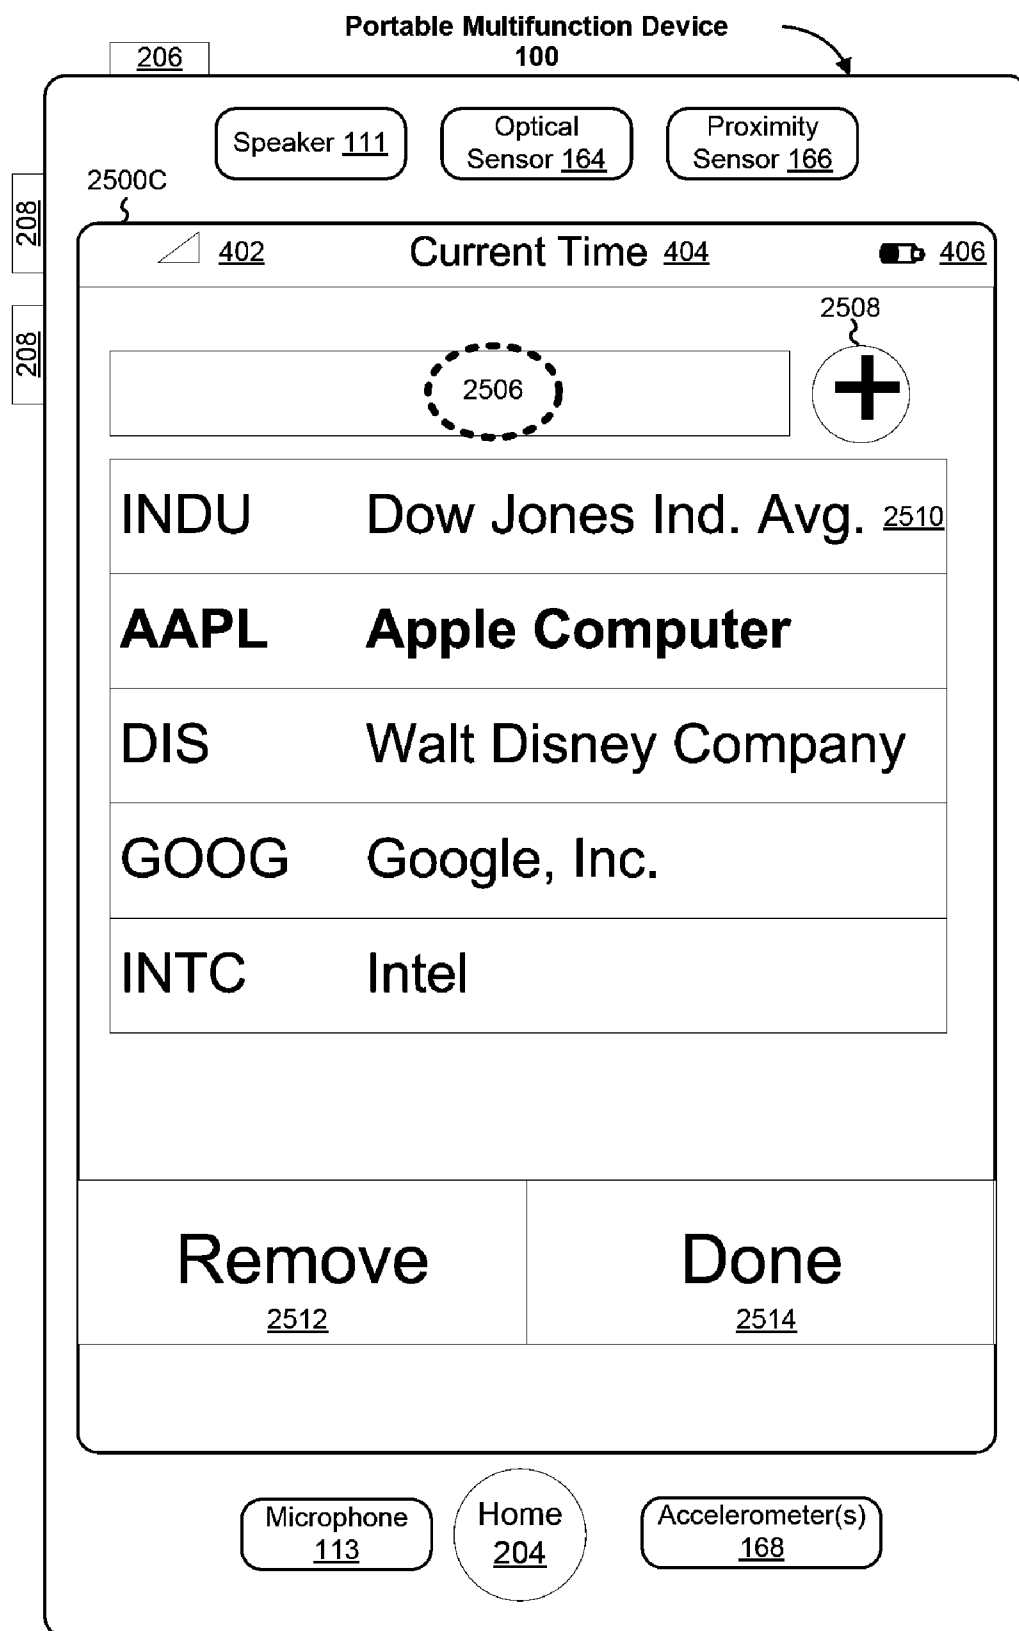 Portable Multifunction Device
100
206
Speaker 111
Optical
Sensor 164
Proximity
Sensor 166
2500C
208
208
402
Current Time 404
406
2508
2506
INDU Dow Jones Ind. Avg. 2510
AAPL Apple Computer
DIS Walt Disney Company
GOOG Google, Inc.
INTC Intel
Remove
2512
Done
2514
Microphone
113
Home
204
Accelerometer(s)
168